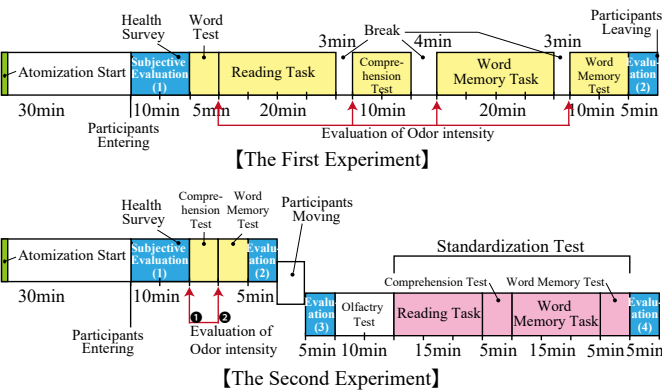 Health
Survey
Word
Test
Break
Participants
Leaving
3min
4min
3min
Atomization Start
Subjective
Evaluation
(1)
Reading Task
Compre-
hension
Test
Word
Memory Task
Word
Memory
Test
Evalu-
ation
(2)
30min
10min
5min
20min
10min
20min
10min
5min
Participants
Entering
Evaluation of Odor intensity
【The First Experiment】
Health
Survey
Compre-
hension
Test
Word
Memory
Test
Participants
Moving
Atomization Start
Subjective
Evaluation
(1)
Evalu-
ation
(2)
Standardization Test
Comprehension Test
Word Memory Test
30min
10min
5min
Evalu-
ation
(3)
Olfactry
Test
Reading Task
Word
Memory Task
Evalu-
ation
(4)
Participants
Entering
❶
❷
Evaluation of
Odor intensity
5min
10min
15min
5min
15min
5min
5min
【The Second Experiment】